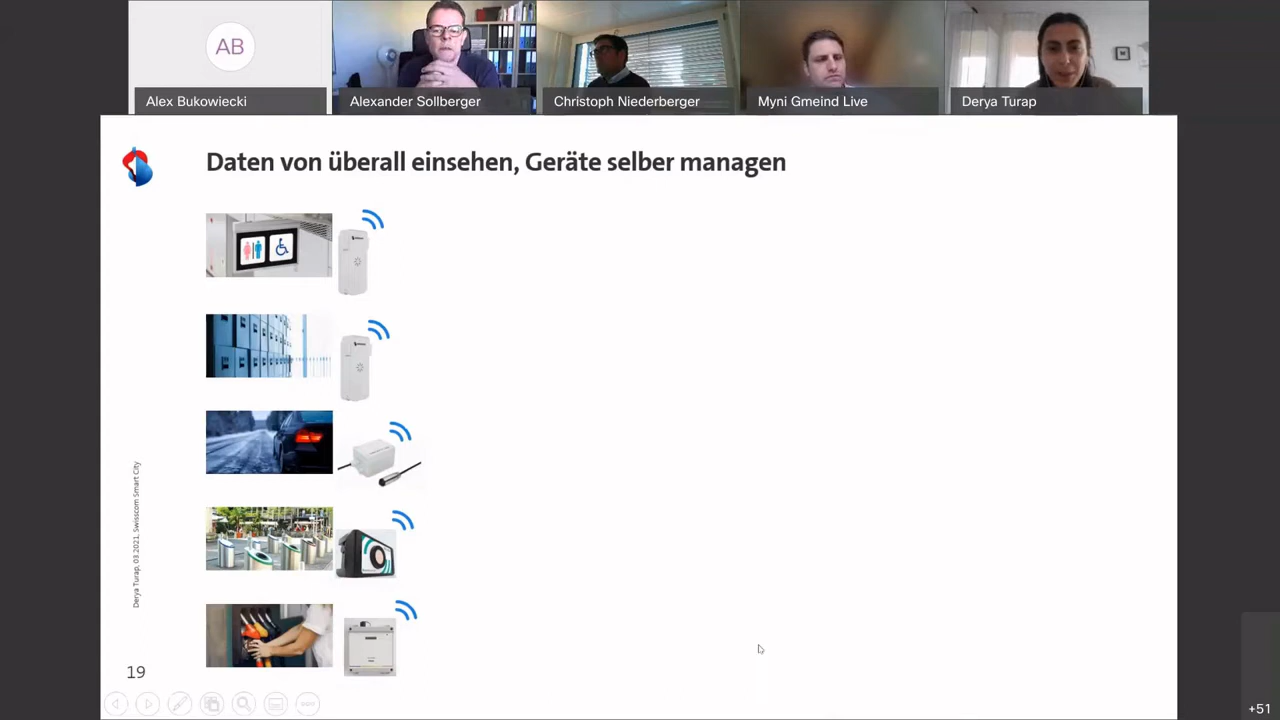 AB
Alex Bukowiecki
Alexander Sollberger
Christoph Niederberger
Myni Gmeind Live
Derya Turap
Daten von überall einsehen, Geräte selber managen
Derya Turap, 03.2021, Swisscom Smart City
19
+51